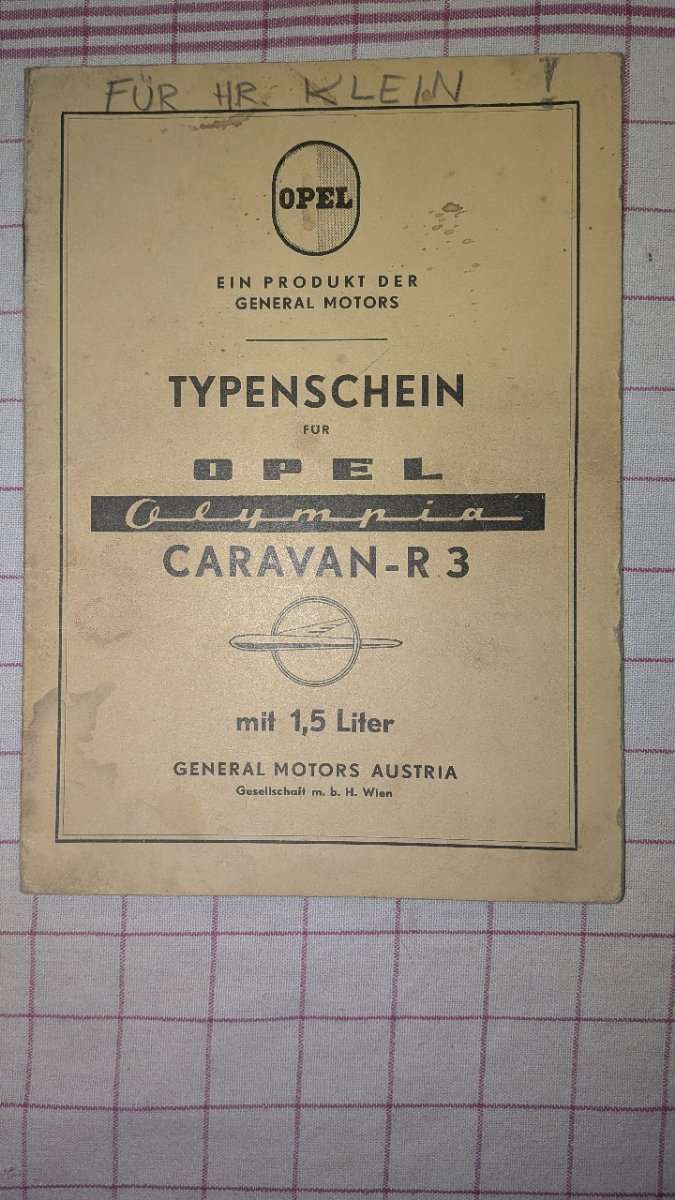 FÜR HR. KLEIN !
OPEL
EIN PRODUKT DER
GENERAL MOTORS
TYPENSCHEIN
FÜR
OPEL
Olympia
CARAVAN-R 3
mit 1,5 Liter
GENERAL MOTORS AUSTRIA
Gesellschaft m. b. H. Wien